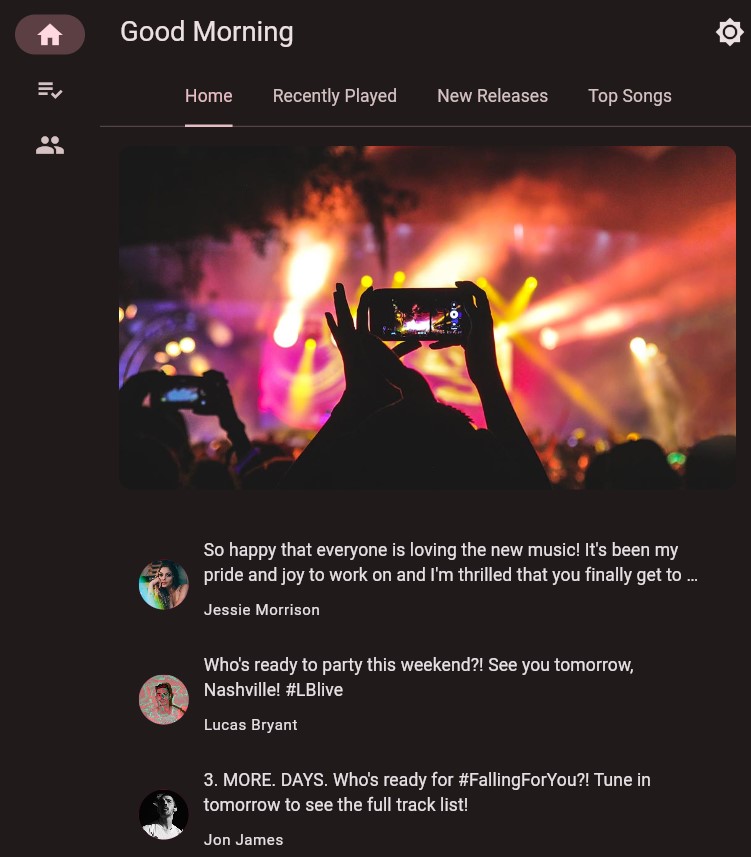 Good Morning
Home
Recently Played
New Releases
Top Songs
So happy that everyone is loving the new music! It's been my
pride and joy to work on and I'm thrilled that you finally get to ...
Jessie Morrison
Who's ready to party this weekend?! See you tomorrow,
Nashville! #LBlive
Lucas Bryant
3. MORE. DAYS. Who's ready for #FallingForYou?! Tune in
tomorrow to see the full track list!
Jon James